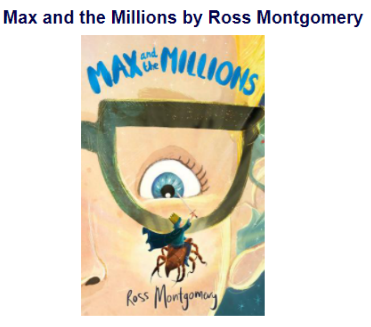 Max and the Millions by Ross Montgomery
MAX and
the MILLIONS
Ross Montgomery